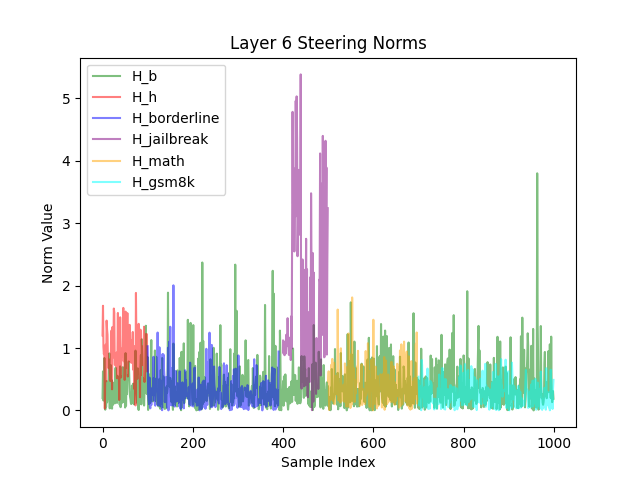 Layer 6 Steering Norms
H_b
H_h
H_borderline
H_jailbreak
H_math
H_gsm8k
Norm Value
5
4
3
2
1
0
0 200 400 600 800 1000
Sample Index